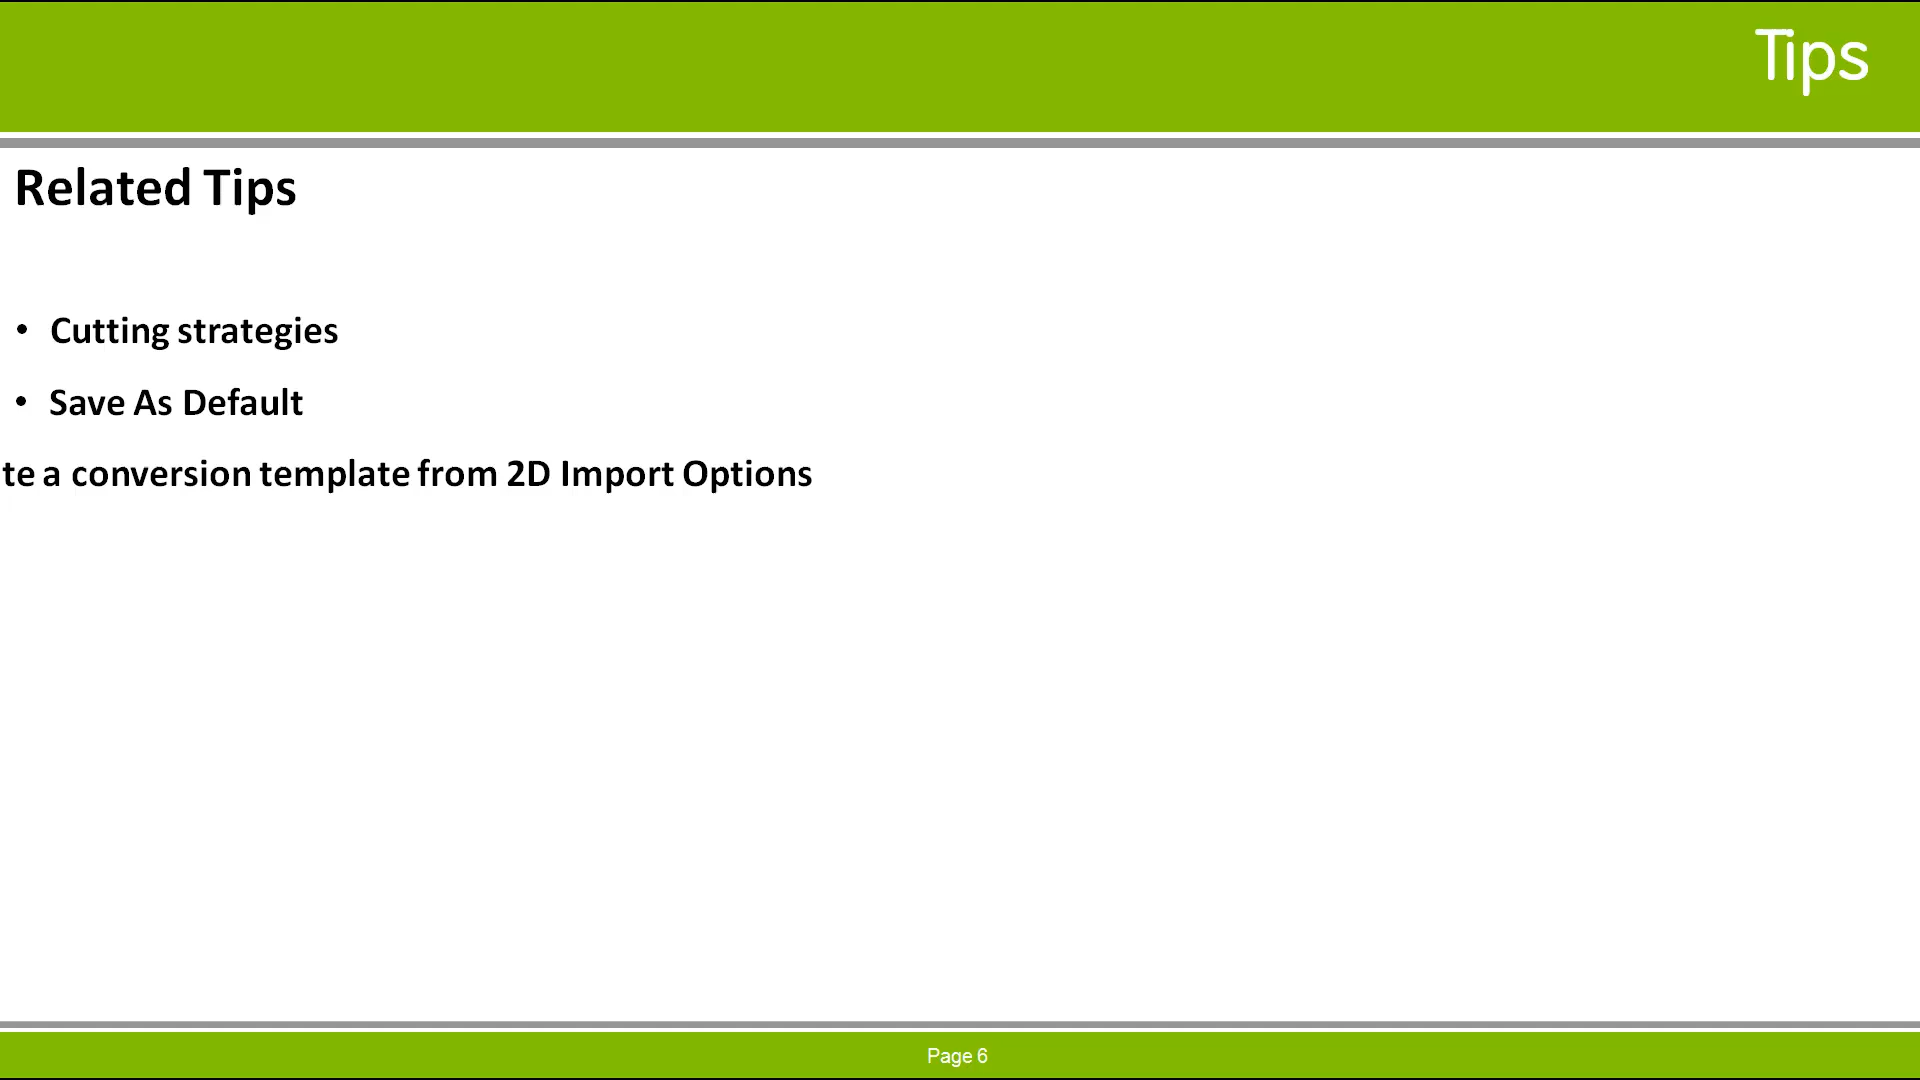 Tips
Related Tips
• Cutting strategies
• Save As Default
te a conversion template from 2D Import Options
Page 6